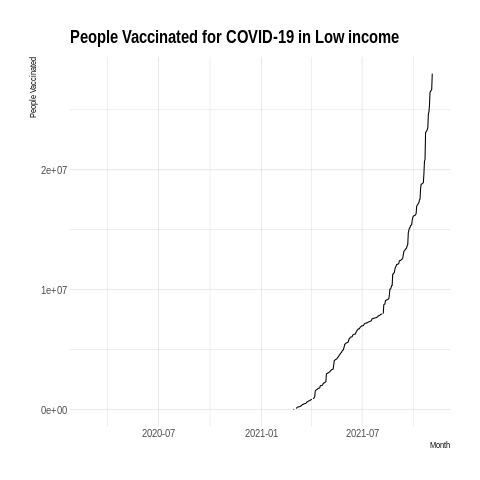 People Vaccinated for COVID-19 in Low income
People Vaccinated
2e+07
1e+07
0e+00
2020-07 2021-01 2021-07
Month